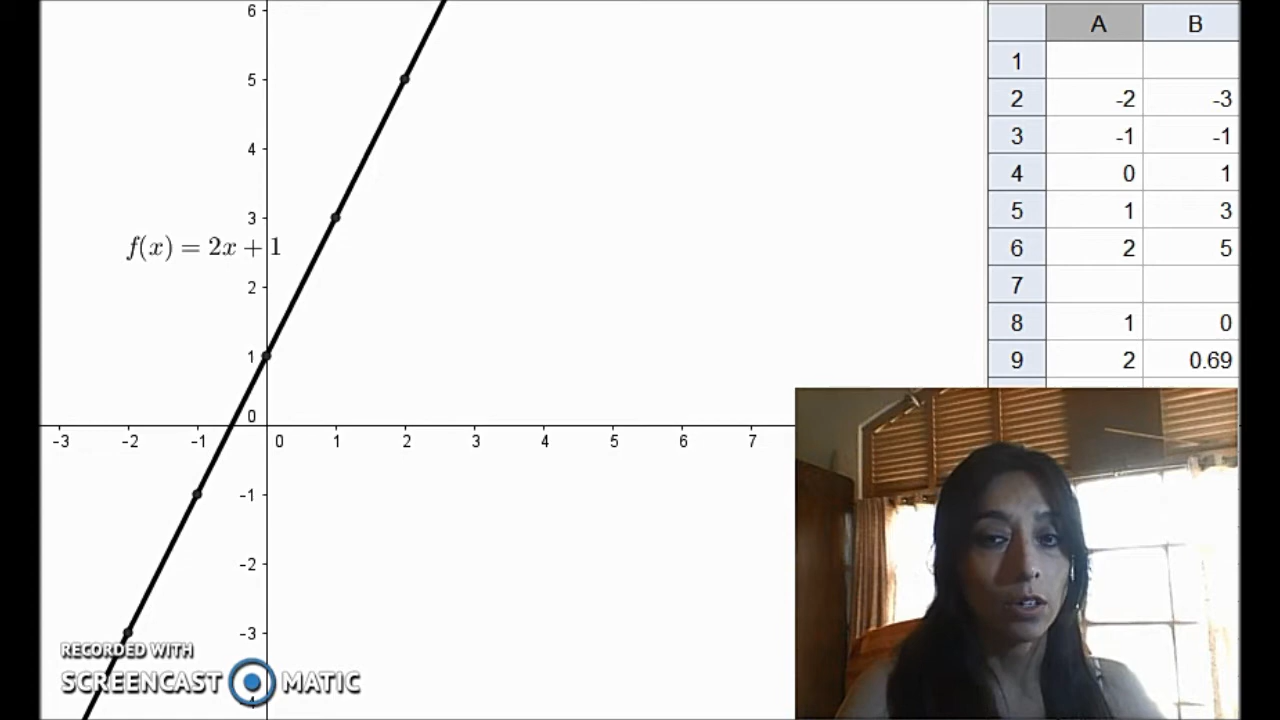 6
5
4
3
f(x) = 2x + 1
2
1
0
-3 -2 -1 0 1 2 3 4 5 6 7
-1
-2
-3
A B
1
2 -2 -3
3 -1 -1
4 0 1
5 1 3
6 2 5
7
8 1 0
9 2 0.69
RECORDED WITH
SCREENCAST MATIC